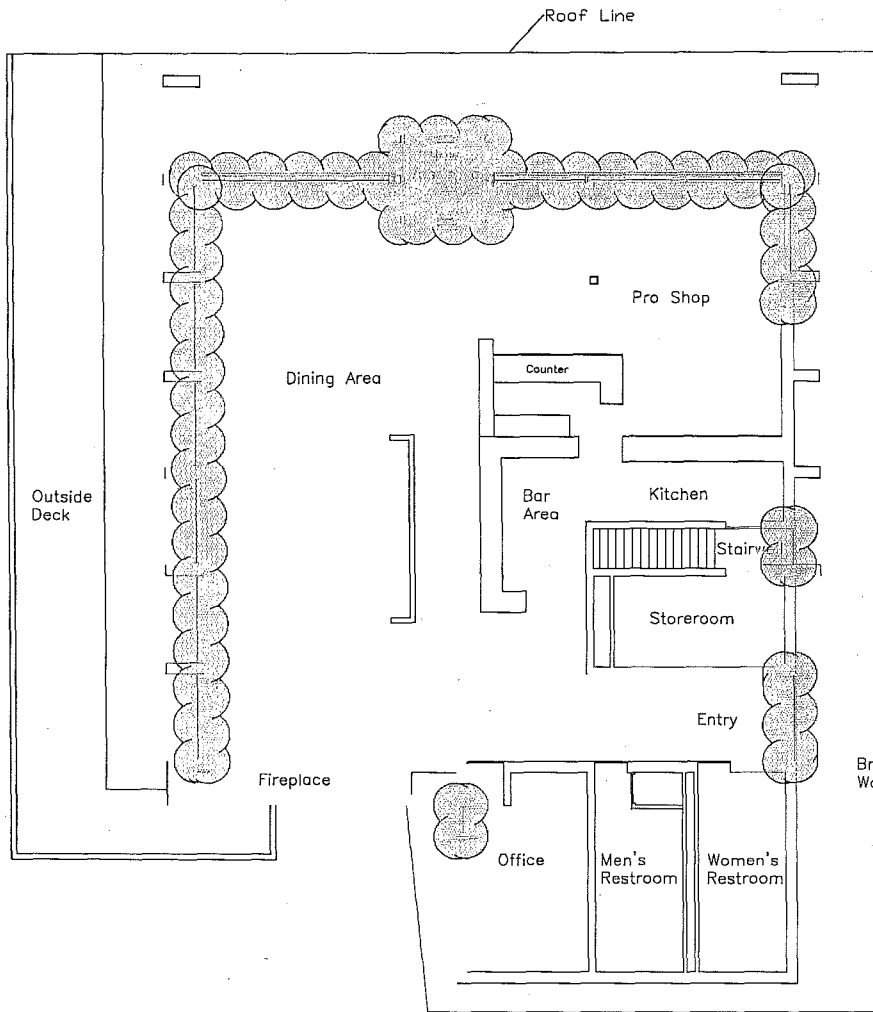 Roof Line
Pro Shop
Counter
Dining Area
Outside
Deck
Bar
Area
Kitchen
Storeroom
Entry
Fireplace
Office
Men's
Restroom
Women's
Restroom